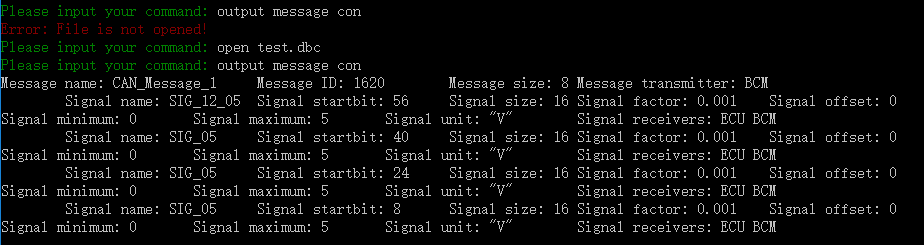 Please input your command: output message con
Error: File is not opened!
Please input your command: open test.dbc
Please input your command: output message con
Message name: CAN_Message_1 Message ID: 1620 Message size: 8 Message transmitter: BCM
Signal name: SIG_12_05 Signal startbit: 56 Signal size: 16 Signal factor: 0.001 Signal offset: 0
Signal minimum: 0 Signal maximum: 5 Signal unit: "V" Signal receivers: ECU BCM
Signal name: SIG_05 Signal startbit: 40 Signal size: 16 Signal factor: 0.001 Signal offset: 0
Signal minimum: 0 Signal maximum: 5 Signal unit: "V" Signal receivers: ECU BCM
Signal name: SIG_05 Signal startbit: 24 Signal size: 16 Signal factor: 0.001 Signal offset: 0
Signal minimum: 0 Signal maximum: 5 Signal unit: "V" Signal receivers: ECU BCM
Signal name: SIG_05 Signal startbit: 8 Signal size: 16 Signal factor: 0.001 Signal offset: 0
Signal minimum: 0 Signal maximum: 5 Signal unit: "V" Signal receivers: ECU BCM